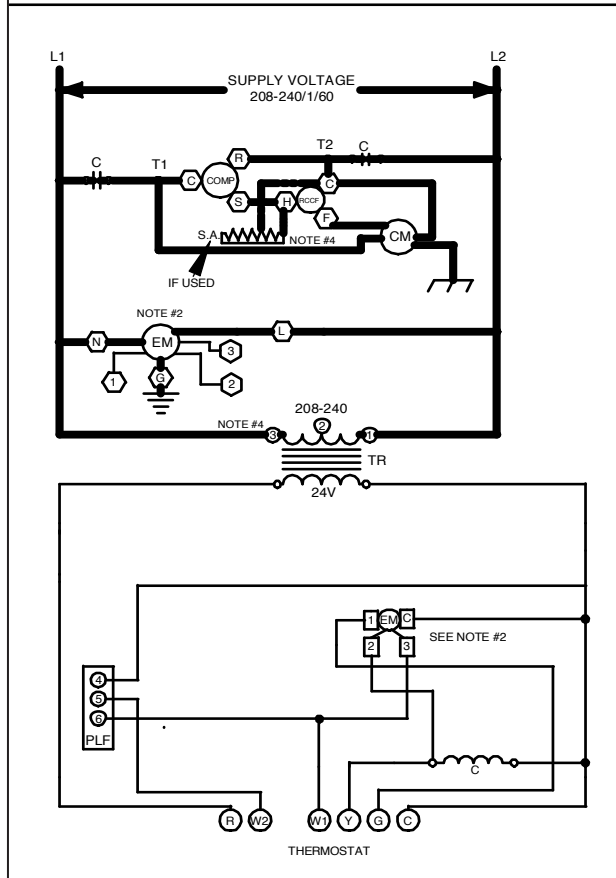 L1
L2
SUPPLY VOLTAGE
208-240/1/60
C
T1
R
T2
C
C
COMP
C
S
H
RCCF
F
S.A.
NOTE #4
CM
IF USED
NOTE #2
N
EM
L
3
1
G
2
208-240
NOTE #4
3
2
1
TR
24V
1
EM
C
SEE NOTE #2
2
3
4
5
6
PLF
C
R
W2
W1
Y
G
C
THERMOSTAT